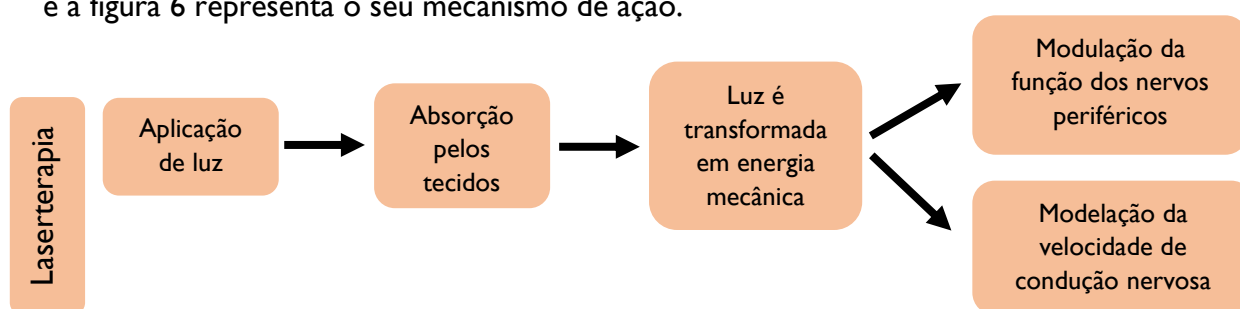 e a figura 6 representa o seu mecanismo de ação.
Laserterapia
Aplicação
de luz
Absorção
pelos
tecidos
Luz é
transformada
em energia
mecânica
Modulação da
função dos nervos
periféricos
Modelação da
velocidade de
condução nervosa